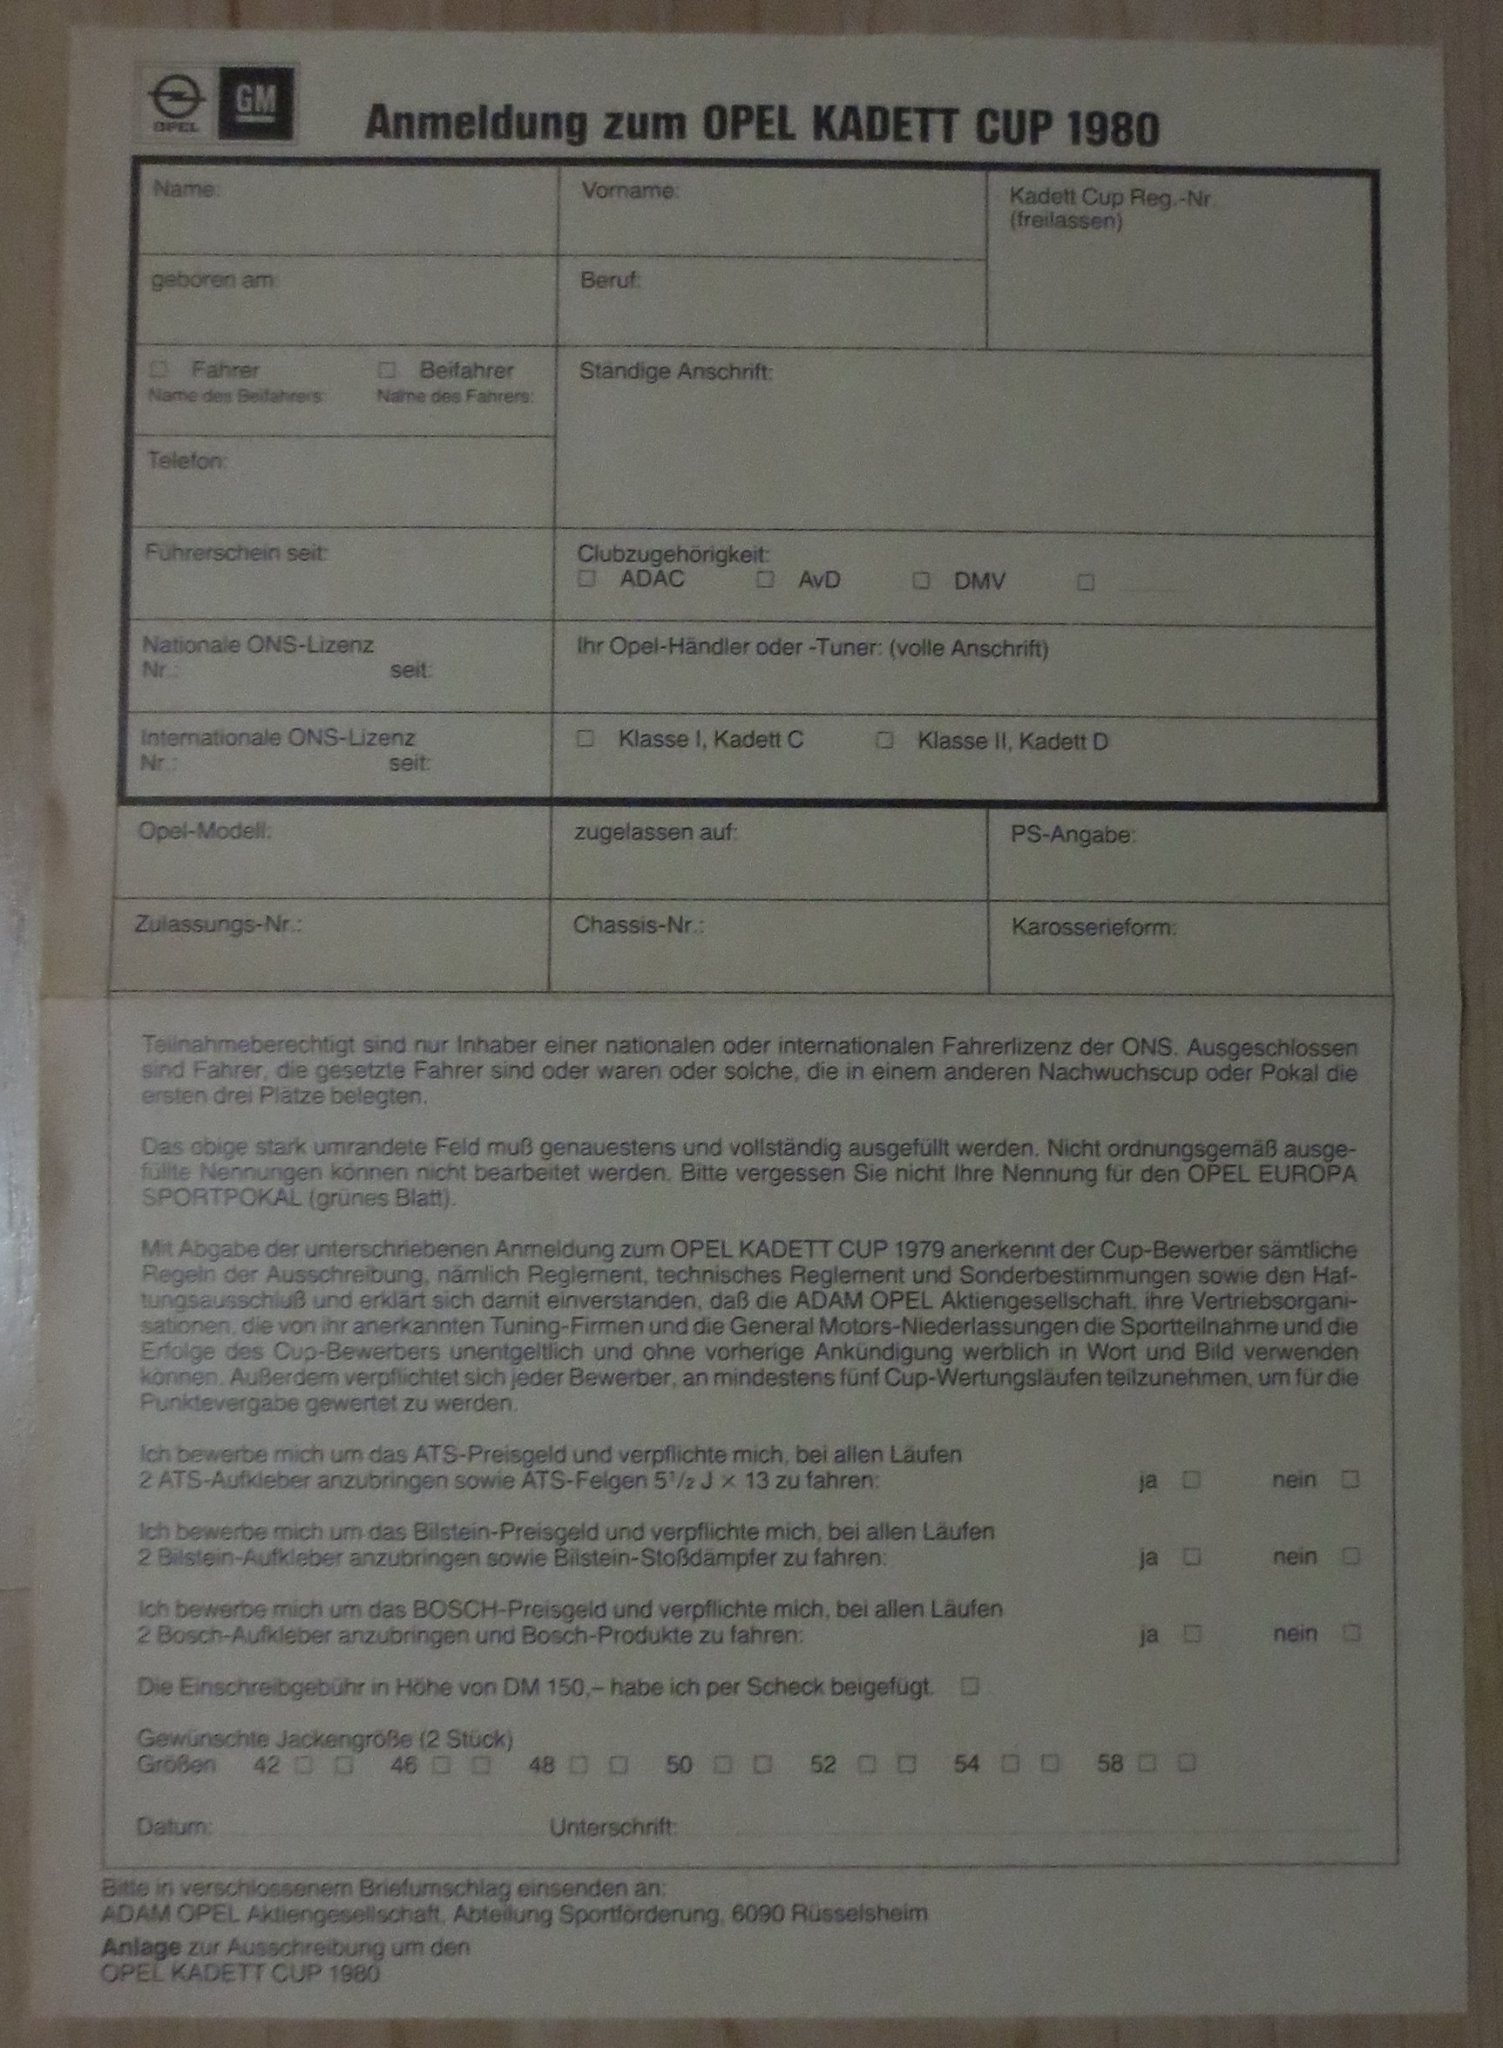 OPEL
GM
Anmeldung zum OPEL KADETT CUP 1980
Name:
Vorname:
Kadett Cup Reg.-Nr.
(freilassen)
geboren am:
Beruf:
☐ Fahrer ☐ Beifahrer
Name des Beifahrers: Name des Fahrers:
Ständige Anschrift:
Telefon:
Führerschein seit:
Clubzugehörigkeit:
☐ ADAC ☐ AvD ☐ DMV ☐
Nationale ONS-Lizenz
Nr.: seit:
Ihr Opel-Händler oder -Tuner: (volle Anschrift)
Internationale ONS-Lizenz
Nr.: seit:
☐ Klasse I, Kadett C ☐ Klasse II, Kadett D
Opel-Modell:
zugelassen auf:
PS-Angabe:
Zulassungs-Nr.:
Chassis-Nr.:
Karosserieform:
Teilnahmeberechtigt sind nur Inhaber einer nationalen oder internationalen Fahrerlizenz der ONS. Ausgeschlossen
sind Fahrer, die gesetzte Fahrer sind oder waren oder solche, die in einem anderen Nachwuchscup oder Pokal die
ersten drei Plätze belegten.
Das obige stark umrandete Feld muß genauestens und vollständig ausgefüllt werden. Nicht ordnungsgemäß ausge-
füllte Nennungen können nicht bearbeitet werden. Bitte vergessen Sie nicht Ihre Nennung für den OPEL EUROPA
SPORTPOKAL (grünes Blatt).
Mit Abgabe der unterschriebenen Anmeldung zum OPEL KADETT CUP 1979 anerkennt der Cup-Bewerber sämtliche
Regeln der Ausschreibung, nämlich Reglement, technisches Reglement und Sonderbestimmungen sowie den Haf-
tungsausschluß und erklärt sich damit einverstanden, daß die ADAM OPEL Aktiengesellschaft, ihre Vertriebsorgani-
sationen, die von ihr anerkannten Tuning-Firmen und die General Motors-Niederlassungen die Sportteilnahme und die
Erfolge des Cup-Bewerbers unentgeltlich und ohne vorherige Ankündigung werblich in Wort und Bild verwenden
können. Außerdem verpflichtet sich jeder Bewerber, an mindestens fünf Cup-Wertungsläufen teilzunehmen, um für die
Punktevergabe gewertet zu werden.
Ich bewerbe mich um das ATS-Preisgeld und verpflichte mich, bei allen Läufen
2 ATS-Aufkleber anzubringen sowie ATS-Felgen 5 1/2 J × 13 zu fahren: ja ☐ nein ☐
Ich bewerbe mich um das Bilstein-Preisgeld und verpflichte mich, bei allen Läufen
2 Bilstein-Aufkleber anzubringen sowie Bilstein-Stoßdämpfer zu fahren: ja ☐ nein ☐
Ich bewerbe mich um das BOSCH-Preisgeld und verpflichte mich, bei allen Läufen
2 Bosch-Aufkleber anzubringen und Bosch-Produkte zu fahren: ja ☐ nein ☐
Die Einschreibgebühr in Höhe von DM 150,– habe ich per Scheck beigefügt. ☐
Gewünschte Jackengröße (2 Stück)
Größen 42 ☐ ☐ 46 ☐ ☐ 48 ☐ ☐ 50 ☐ ☐ 52 ☐ ☐ 54 ☐ ☐ 58 ☐ ☐
Datum: Unterschrift:
Bitte in verschlossenem Briefumschlag einsenden an:
ADAM OPEL Aktiengesellschaft, Abteilung Sportförderung, 6090 Rüsselsheim
Anlage zur Ausschreibung um den
OPEL KADETT CUP 1980